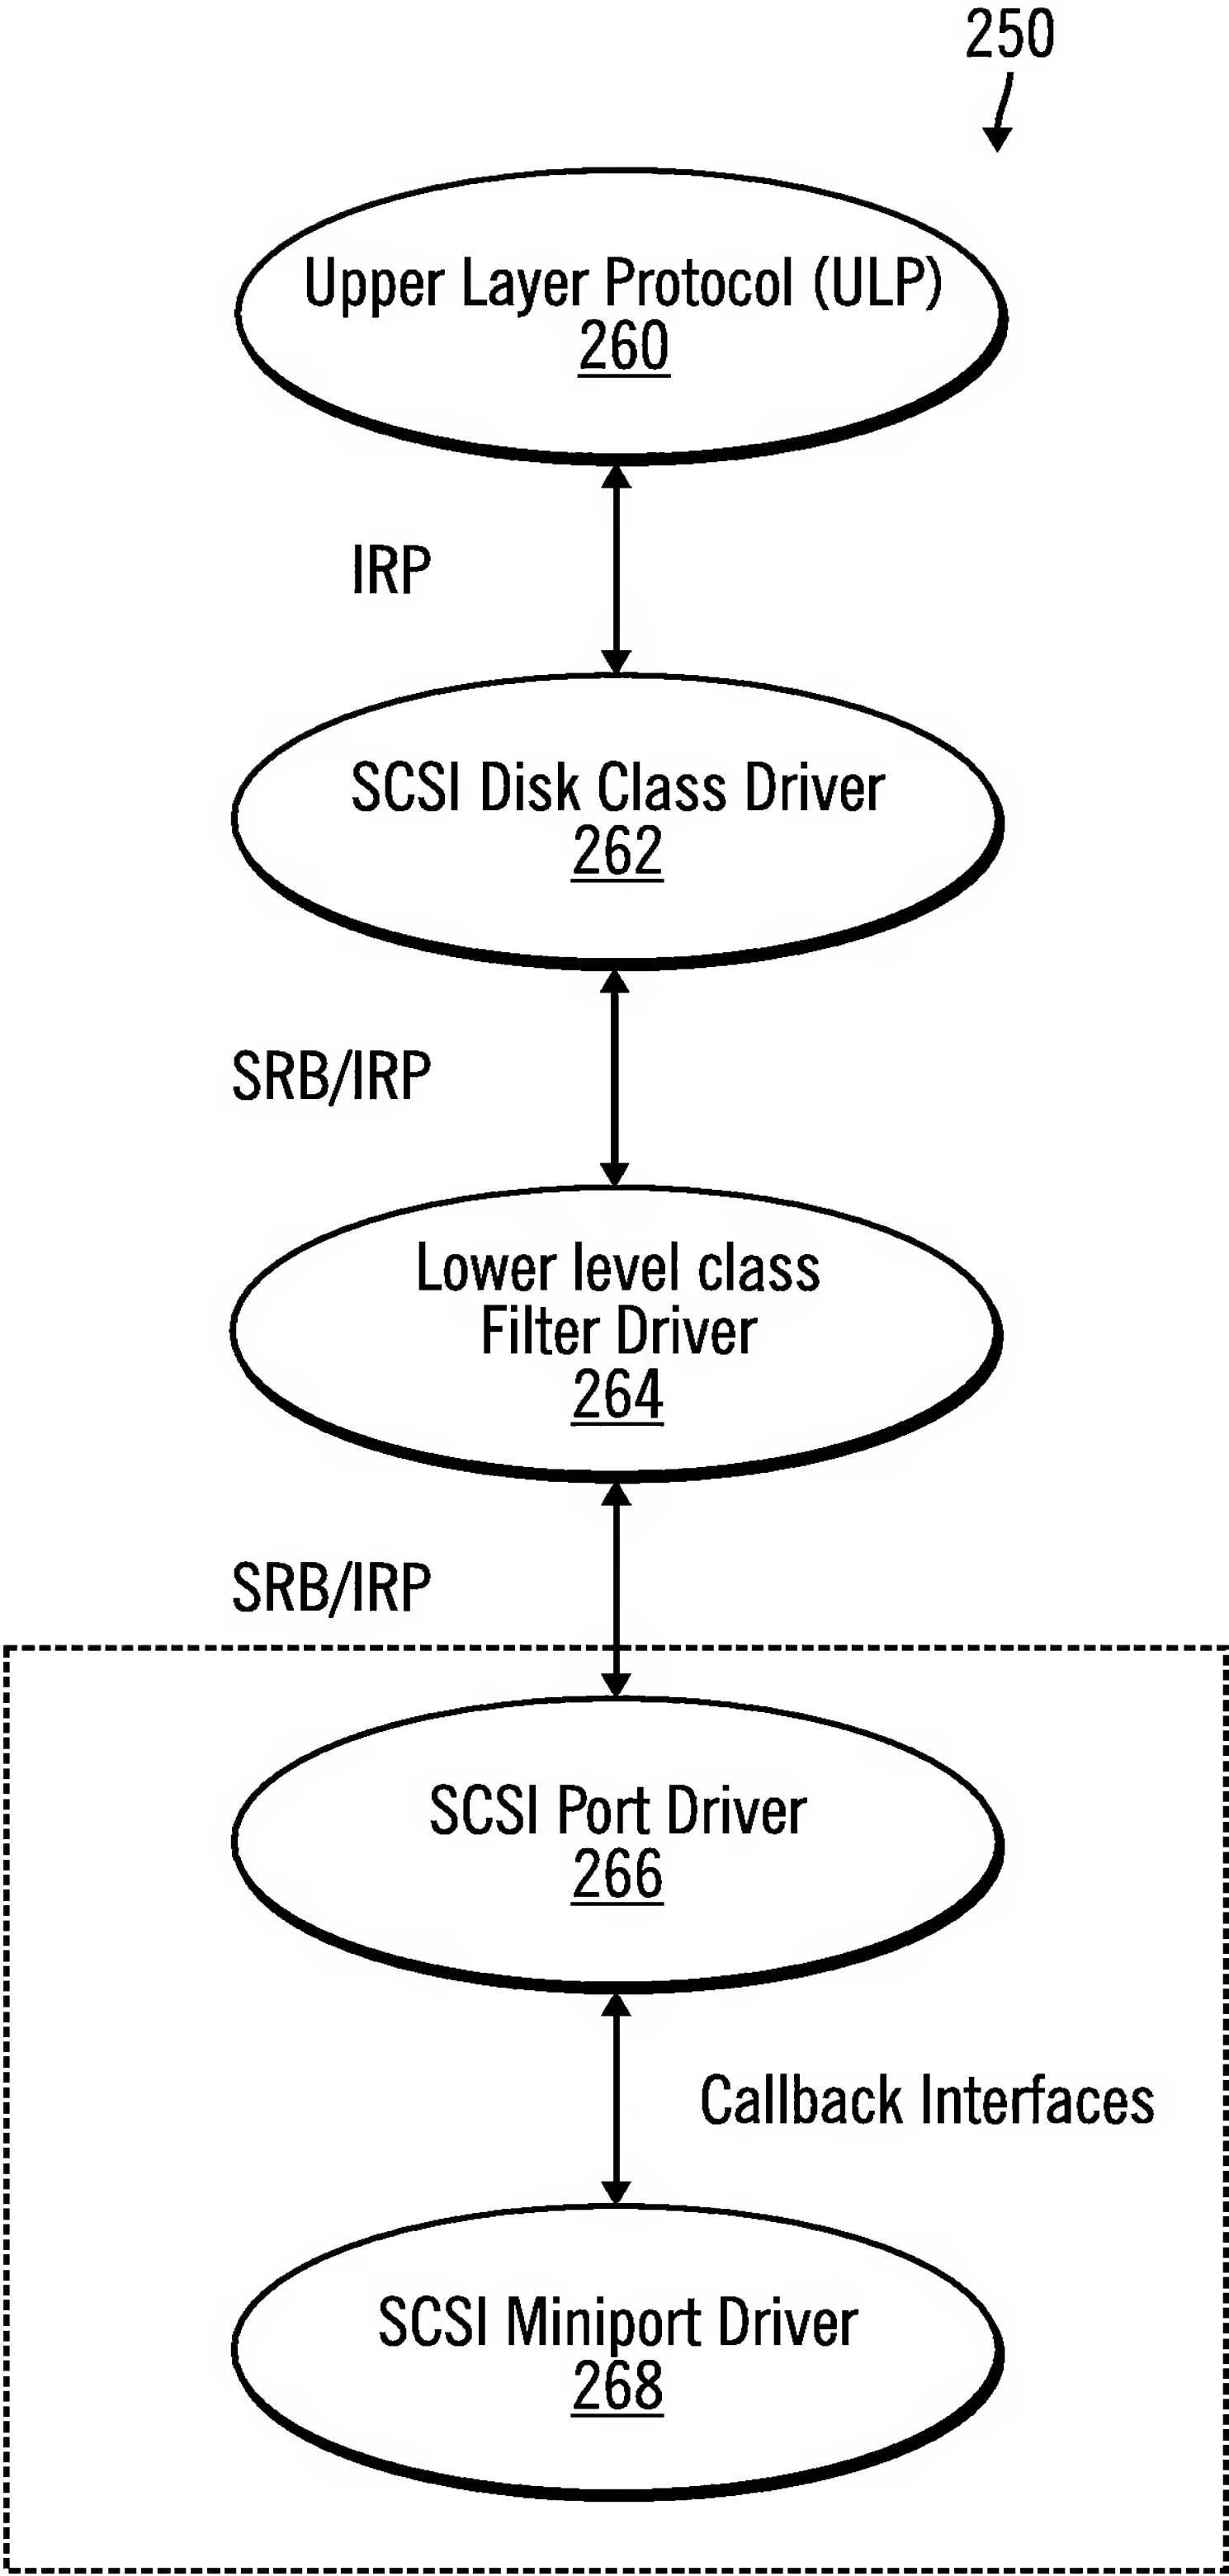 250
Upper Layer Protocol (ULP)
260
IRP
SCSI Disk Class Driver
262
SRB/IRP
Lower level class
Filter Driver
264
SRB/IRP
SCSI Port Driver
266
Callback Interfaces
SCSI Miniport Driver
268